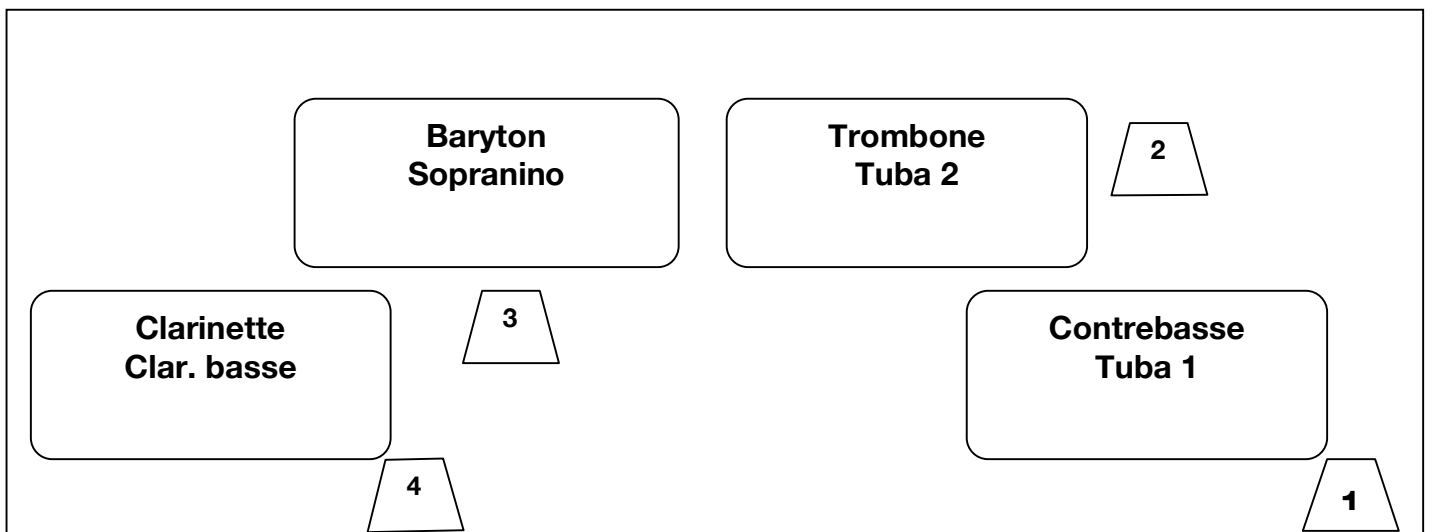 Baryton
Sopranino
Trombone
Tuba 2
2
Clarinette
Clar. basse
3
Contrebasse
Tuba 1
4
1